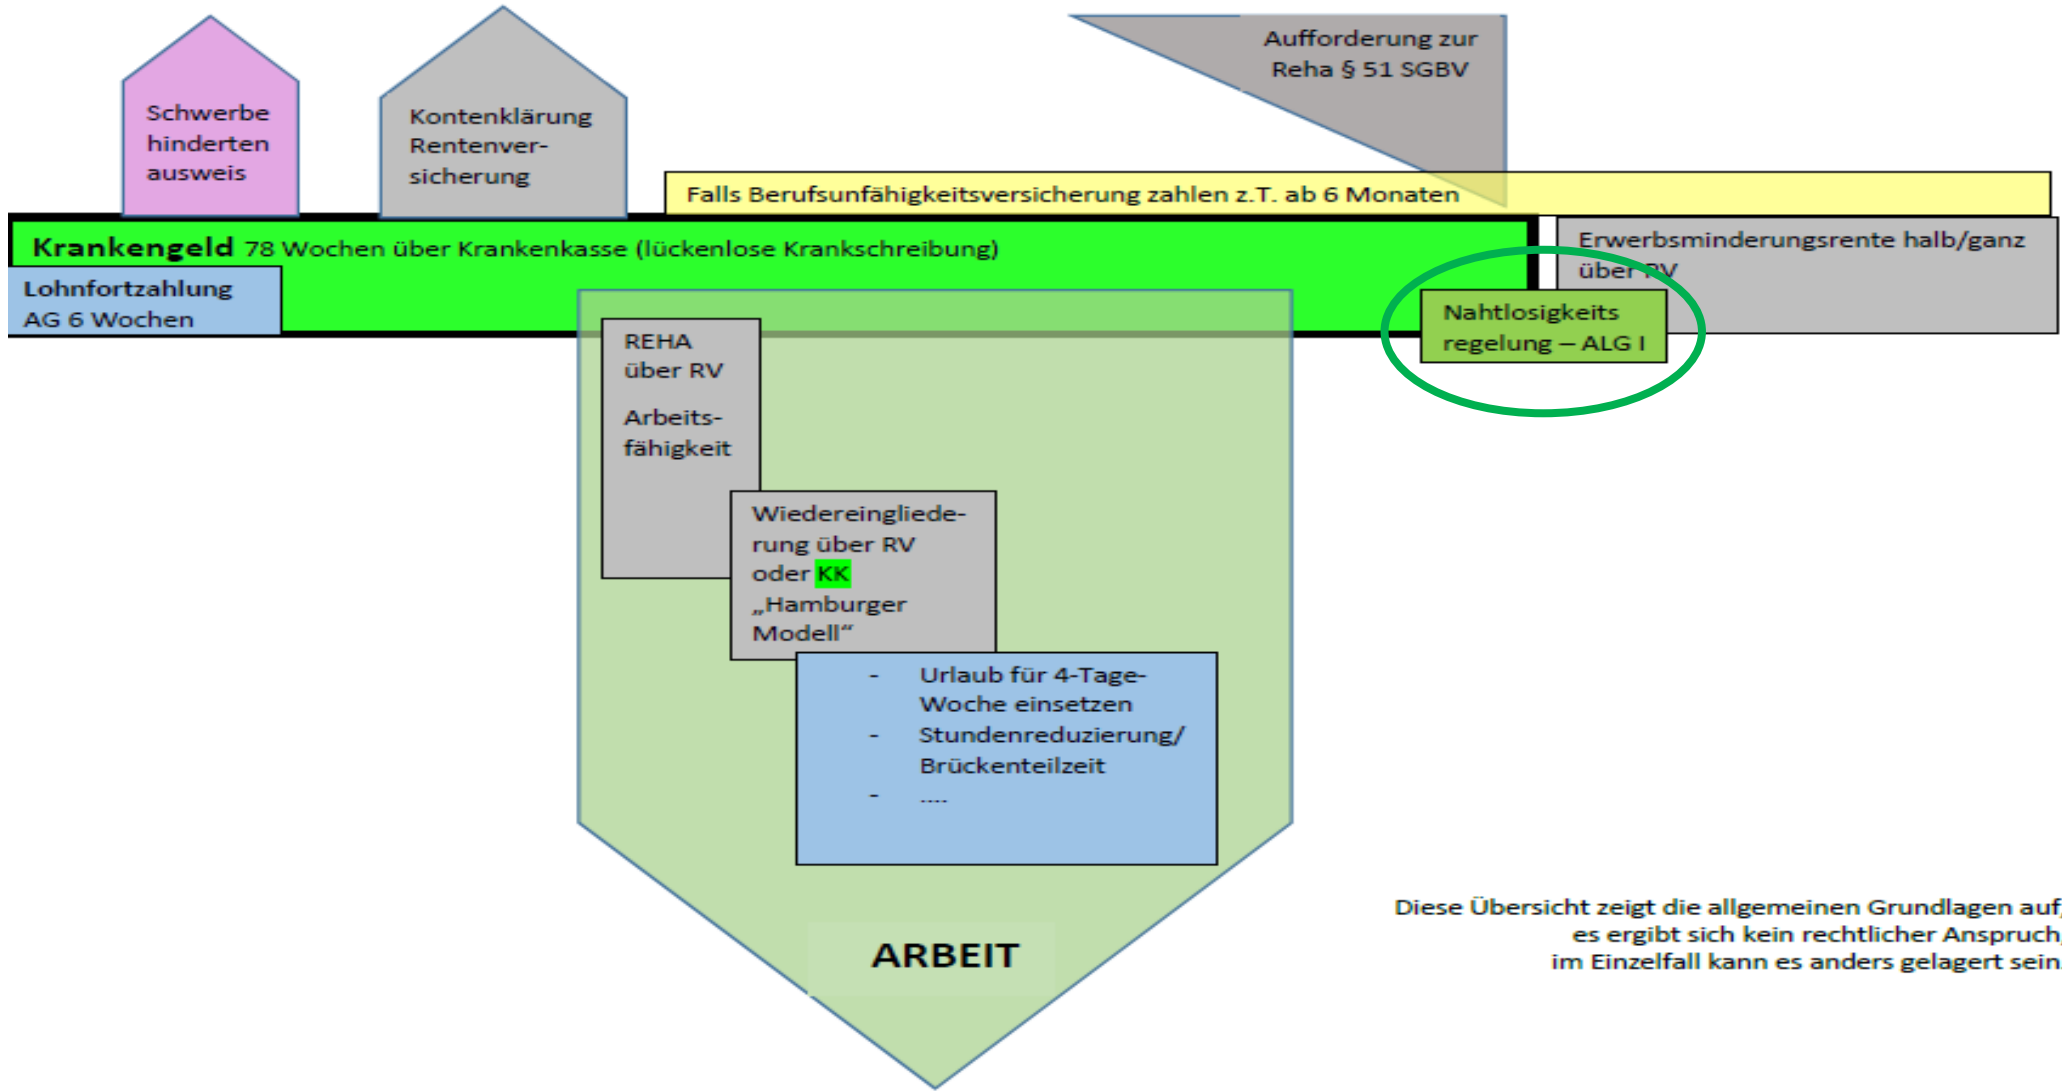 Schwerbe
hinderten
ausweis
Kontenklärung
Rentenver-
sicherung
Aufforderung zur
Reha § 51 SGBV
Falls Berufsunfähigkeitsversicherung zahlen z.T. ab 6 Monaten
Krankengeld 78 Wochen über Krankenkasse (lückenlose Krankschreibung)
Lohnfortzahlung
AG 6 Wochen
Erwerbsminderungsrente halb/ganz
über RV
Nahtlosigkeits
regelung – ALG I
REHA
über RV
Arbeits-
fähigkeit
Wiedereingliede-
rung über RV
oder KK
„Hamburger
Modell“
- Urlaub für 4-Tage-
Woche einsetzen
- Stundenreduzierung/
Brückenteilzeit
- ....
ARBEIT
Diese Übersicht zeigt die allgemeinen Grundlagen auf,
es ergibt sich kein rechtlicher Anspruch,
im Einzelfall kann es anders gelagert sein.